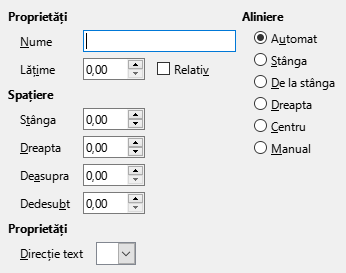 Proprietăți
Nume
Lățime 0,00 Relativ
Spațiere
Stânga 0,00
Dreapta 0,00
Deasupra 0,00
Dedesubt 0,00
Proprietăți
Direcție text
Aliniere
Automat
Stânga
De la stânga
Dreapta
Centru
Manual